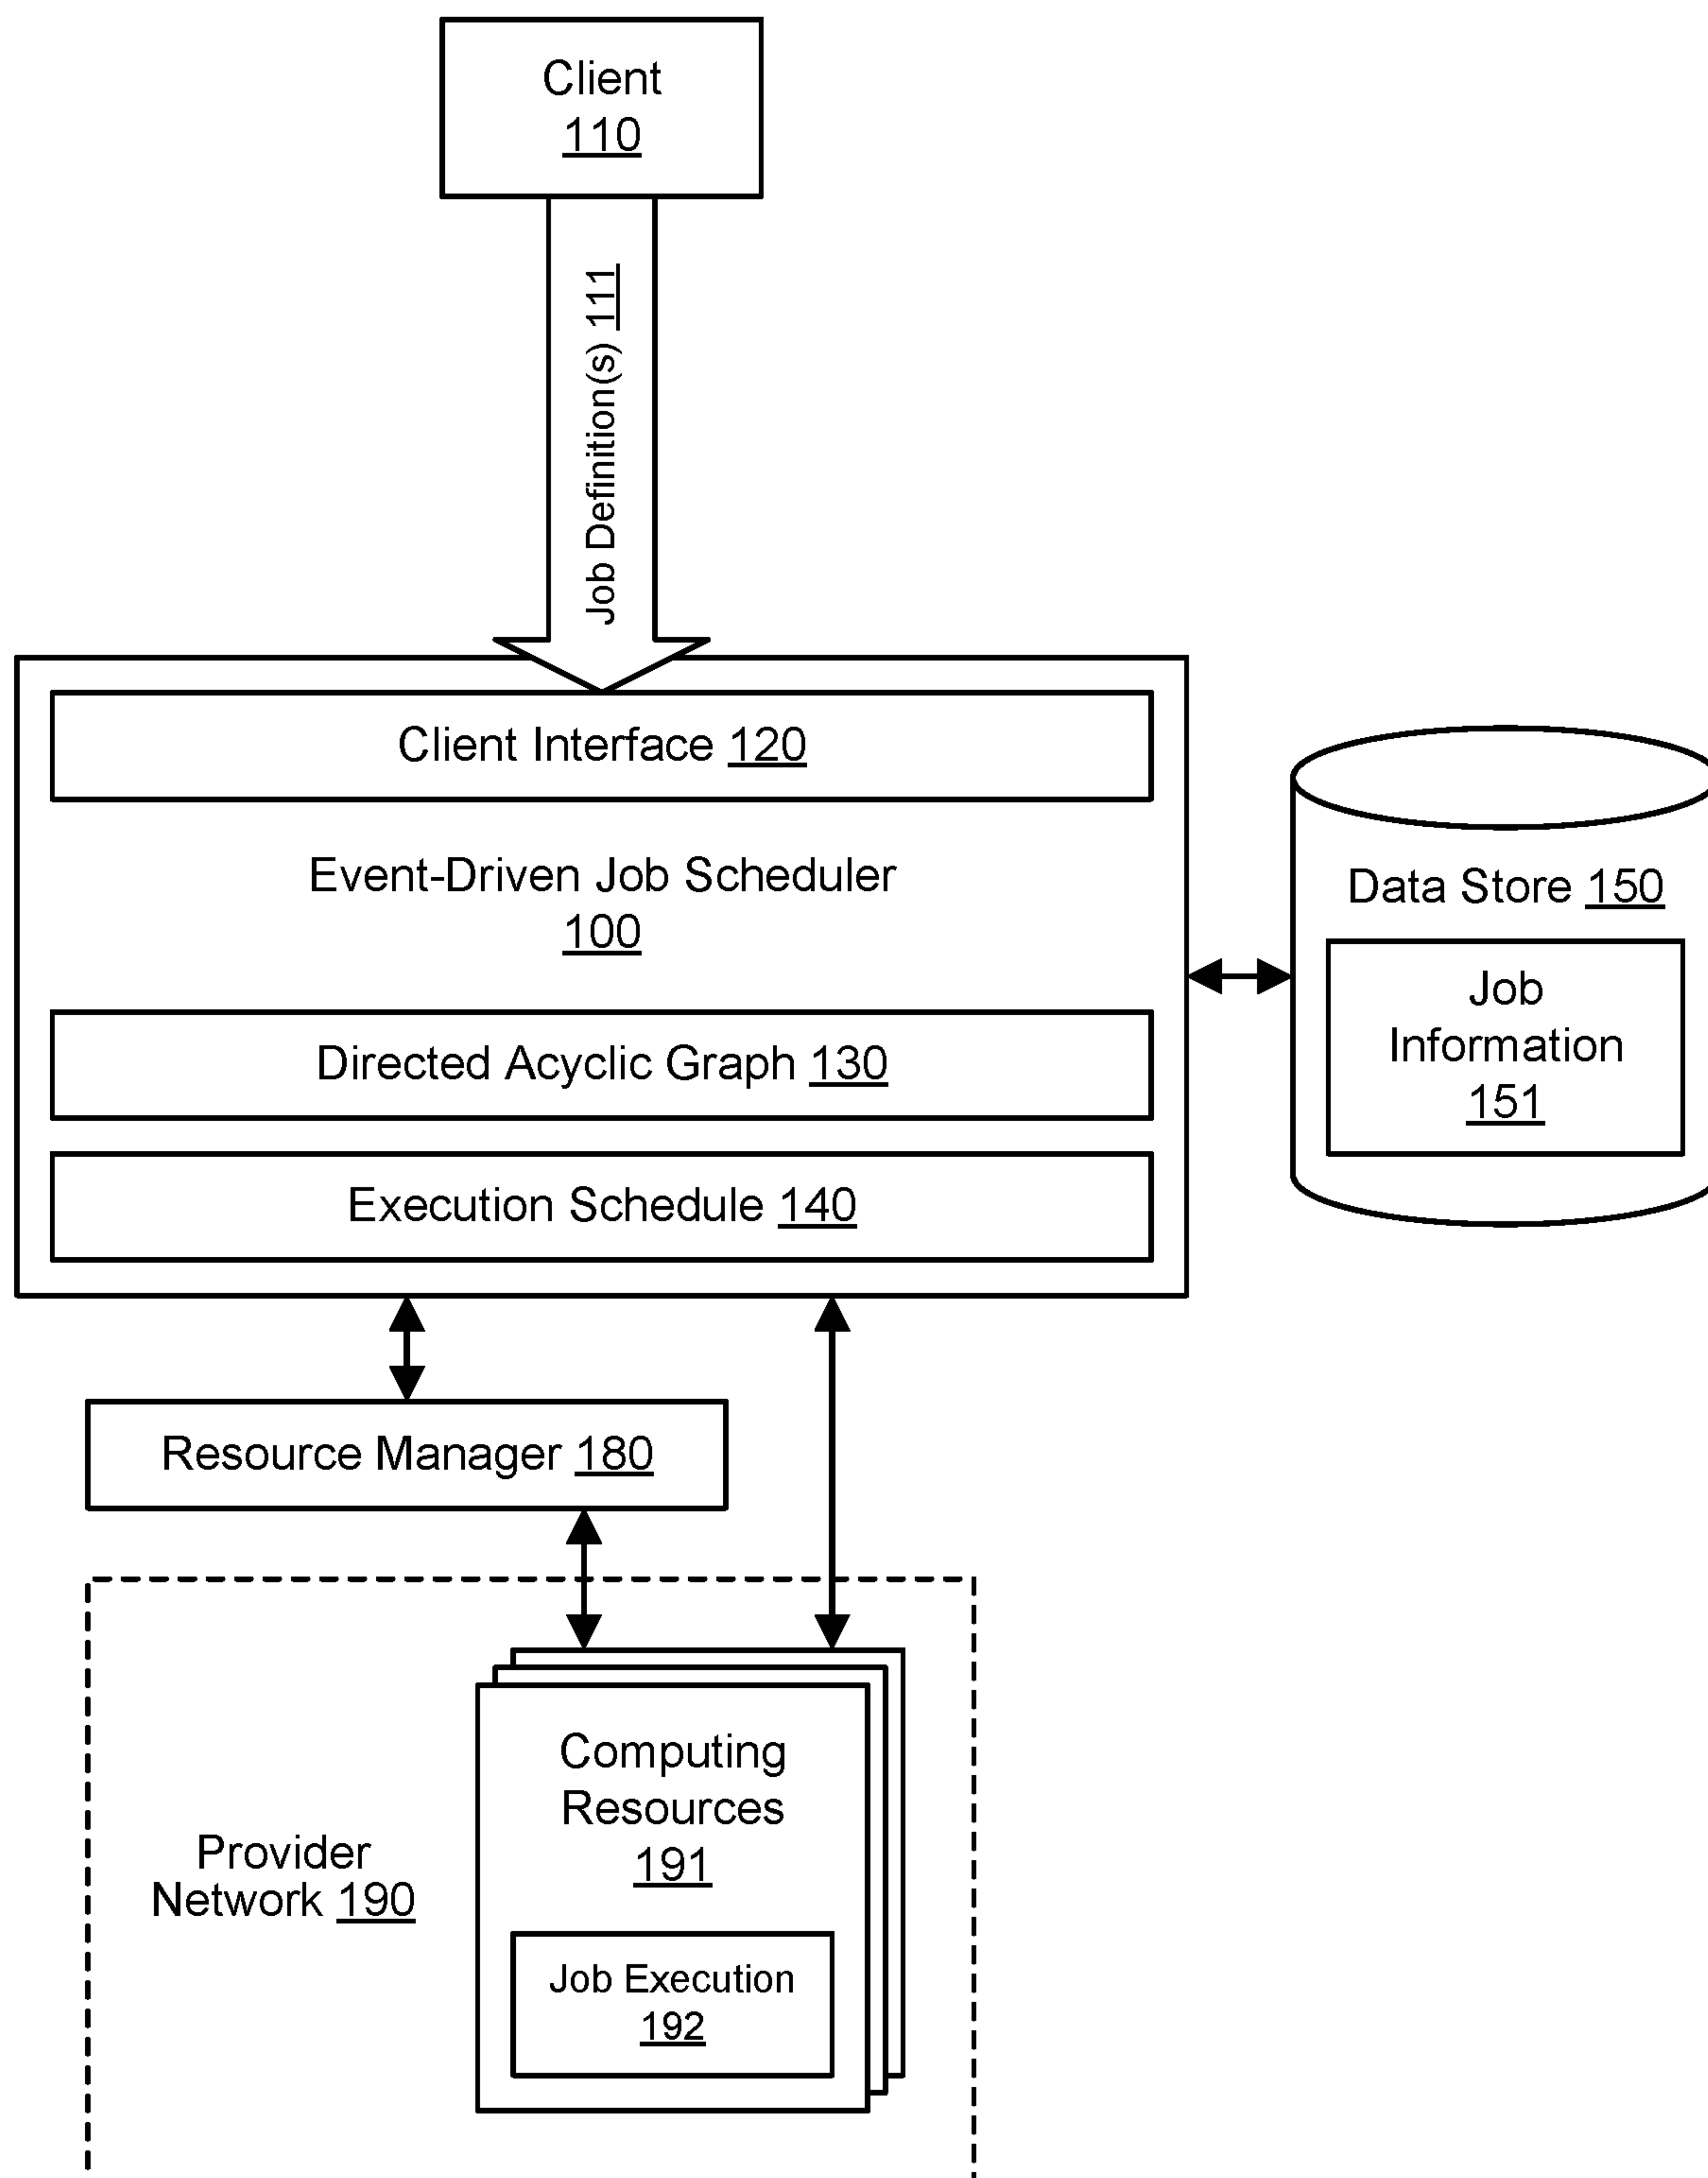 Client
110
Job Definition(s) 111
Client Interface 120
Event-Driven Job Scheduler
100
Data Store 150
Job
Information
151
Directed Acyclic Graph 130
Execution Schedule 140
Resource Manager 180
Computing
Resources
191
Provider
Network 190
Job Execution
192